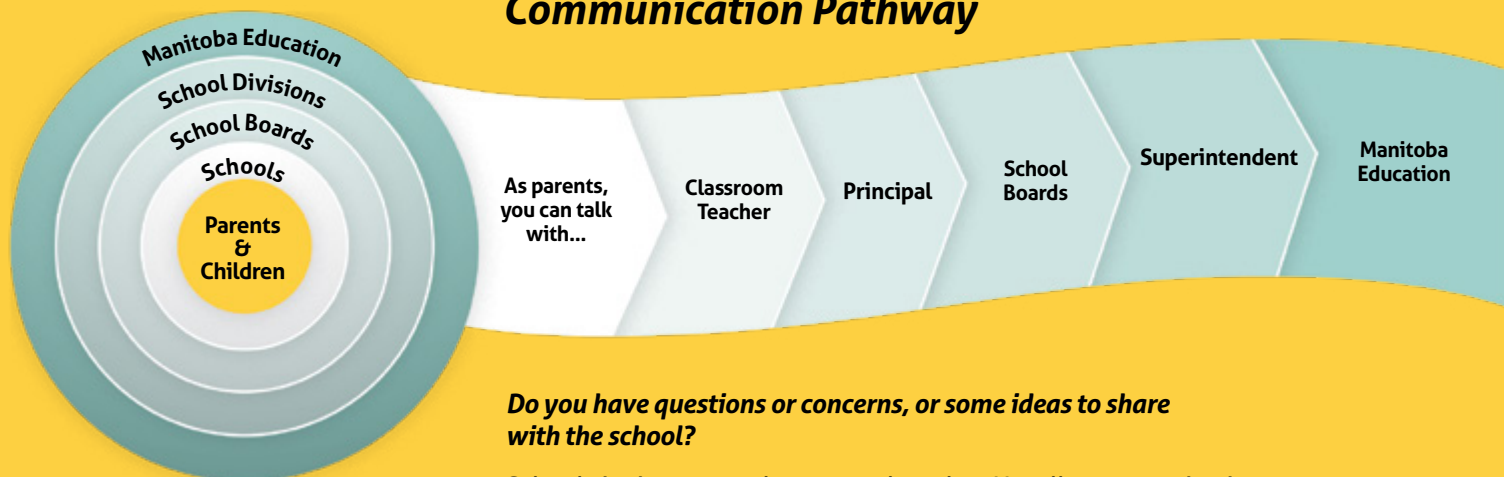 Communication Pathway
Manitoba Education
School Divisions
School Boards
Schools
Parents
&
Children
As parents,
you can talk
with...
Classroom
Teacher
Principal
School
Boards
Superintendent
Manitoba
Education
Do you have questions or concerns, or some ideas to share
with the school?